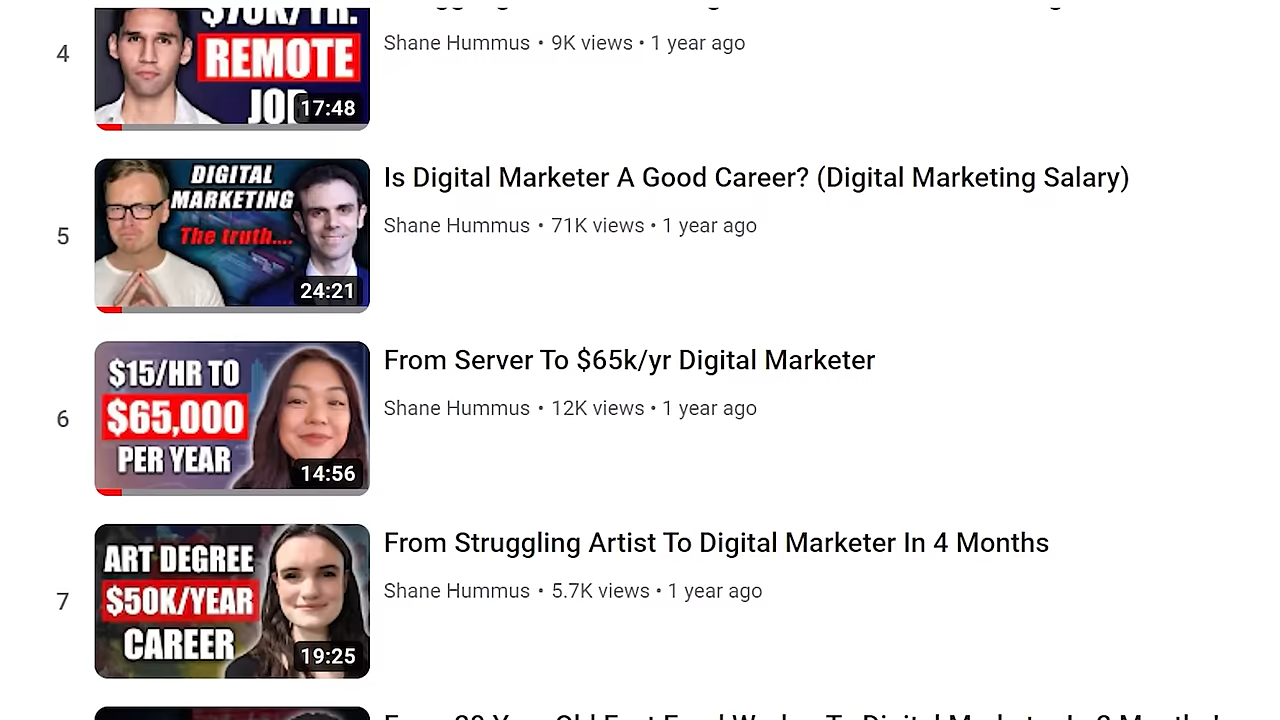 $70K/YR.
4
REMOTE
17:48
Shane Hummus • 9K views • 1 year ago
5
DIGITAL
MARKETING
The truth....
24:21
Is Digital Marketer A Good Career? (Digital Marketing Salary)
Shane Hummus • 71K views • 1 year ago
6
$15/HR TO
$65,000
PER YEAR
14:56
From Server To $65k/yr Digital Marketer
Shane Hummus • 12K views • 1 year ago
7
ART DEGREE
$50K/YEAR
CAREER
19:25
From Struggling Artist To Digital Marketer In 4 Months
Shane Hummus • 5.7K views • 1 year ago